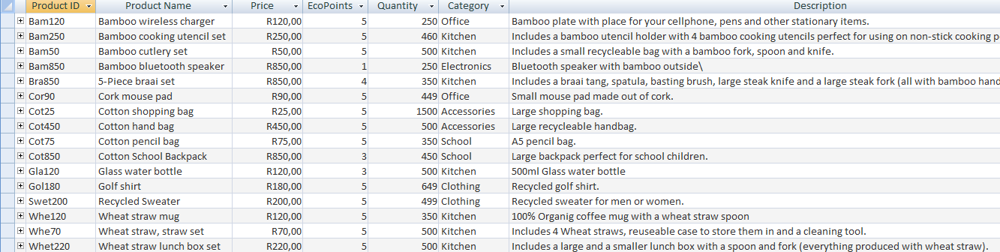 Product ID Product Name Price EcoPoints Quantity Category Description
Bam120 Bamboo wireless charger R120,00 5 250 Office Bamboo plate with place for your cellphone, pens and other stationary items.
Bam250 Bamboo cooking utencil set R250,00 5 460 Kitchen Includes a bamboo utencil holder with 4 bamboo cooking utencils perfect for using on non-stick cooking
Bam50 Bamboo cutlery set R50,00 5 500 Kitchen Includes a small recycleable bag with a bamboo fork, spoon and knife.
Bam850 Bamboo bluetooth speaker R850,00 1 250 Electronics Bluetooth speaker with bamboo outside\
Bra850 5-Piece braai set R850,00 4 350 Kitchen Includes a braai tang, spatula, basting brush, large steak knife and a large steak fork (all with bamboo hand
Cor90 Cork mouse pad R90,00 5 449 Office Small mouse pad made out of cork.
Cot25 Cotton shopping bag R25,00 5 1500 Accessories Large shopping bag.
Cot450 Cotton hand bag R450,00 5 500 Accessories Large recycleable handbag.
Cot75 Cotton pencil bag R75,00 5 350 School A5 pencil bag.
Cot850 Cotton School Backpack R850,00 3 450 School Large backpack perfect for school children.
Gla120 Glass water bottle R120,00 3 500 Kitchen 500ml Glass water bottle
Gol180 Golf shirt R180,00 5 649 Clothing Recycled golf shirt.
Swet200 Recycled Sweater R200,00 5 499 Clothing Recycled sweater for men or women.
Whe120 Wheat straw mug R120,00 5 350 Kitchen 100% Organig coffee mug with a wheat straw spoon
Whe70 Wheat straw, straw set R70,00 5 500 Kitchen Includes 4 Wheat straws, reuseable case to store them in and a cleaning tool.
Whet220 Wheat straw lunch box set R220,00 5 500 Kitchen Includes a large and a smaller lunch box with a spoon and fork (everything produced with wheat straw).